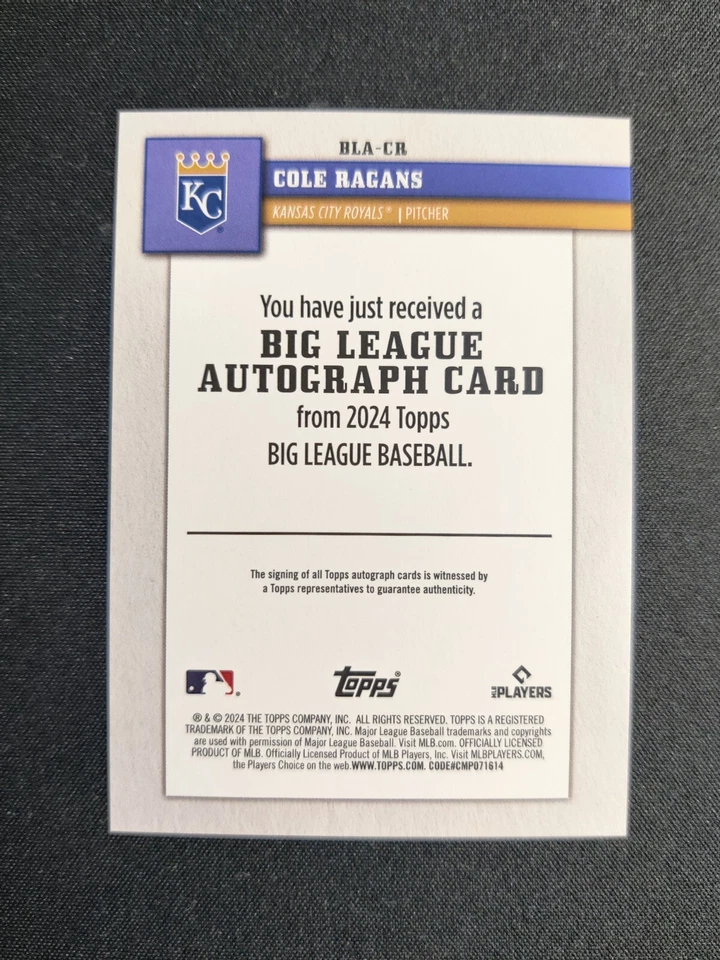 BLA-CR
KC
COLE RAGANS
KANSAS CITY ROYALS® | PITCHER
You have just received a
BIG LEAGUE
AUTOGRAPH CARD
from 2024 Topps
BIG LEAGUE BASEBALL.
The signing of all Topps autograph cards is witnessed by
a Topps representatives to guarantee authenticity.
Topps®
MLB PLAYERS
® & © 2024 THE TOPPS COMPANY, INC. ALL RIGHTS RESERVED. TOPPS IS A REGISTERED
TRADEMARK OF THE TOPPS COMPANY, INC. Major League Baseball trademarks and copyrights
are used with permission of Major League Baseball. Visit MLB.com. OFFICIALLY LICENSED
PRODUCT OF MLB. Officially Licensed Product of MLB Players, Inc. Visit MLBPLAYERS.COM,
the Players Choice on the web. WWW.TOPPS.COM. CODE#CMP071614